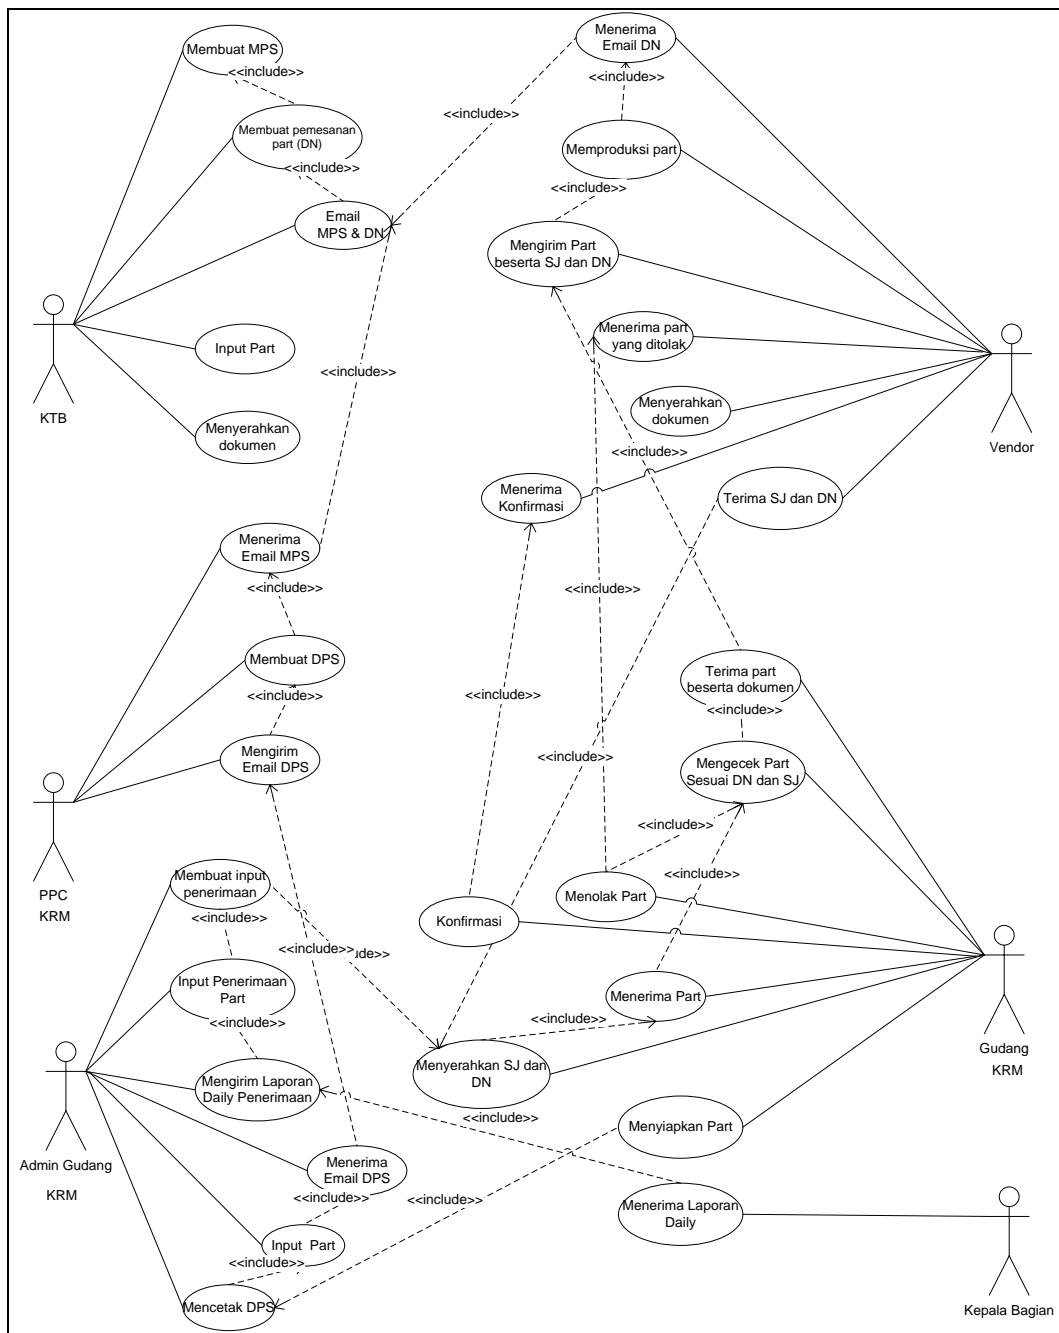 Membuat MPS
<<include>>
Membuat pemesanan
part (DN)
<<include>>
Email
MPS & DN
Input Part
Menyerahkan
dokumen
KTB
Menerima
Email DN
<<include>>
<<include>>
Memproduksi part
<<include>>
Mengirim Part
beserta SJ dan DN
Menerima part
yang ditolak
<<include>>
Menyerahkan
dokumen
<<include>>
Vendor
Menerima
Konfirmasi
Terima SJ dan DN
Menerima
Email MPS
<<include>>
<<include>>
Membuat DPS
<<include>>
Mengirim
Email DPS
PPC
KRM
Terima part
beserta dokumen
<<include>>
<<include>>
<<include>>
Mengecek Part
Sesuai DN dan SJ
<<include>>
<<include>>
Menolak Part
Konfirmasi
Menerima Part
<<include>>
Menyerahkan SJ dan
DN
<<include>>
Menyiapkan Part
Gudang
KRM
Membuat input
penerimaan
<<include>>
<<include>>
ude>>
Input Penerimaan
Part
<<include>>
Mengirim Laporan
Daily Penerimaan
Menerima
Email DPS
<<include>>
Input Part
<<include>>
Mencetak DPS
Admin Gudang
KRM
<<include>>
Menerima Laporan
Daily
Kepala Bagian